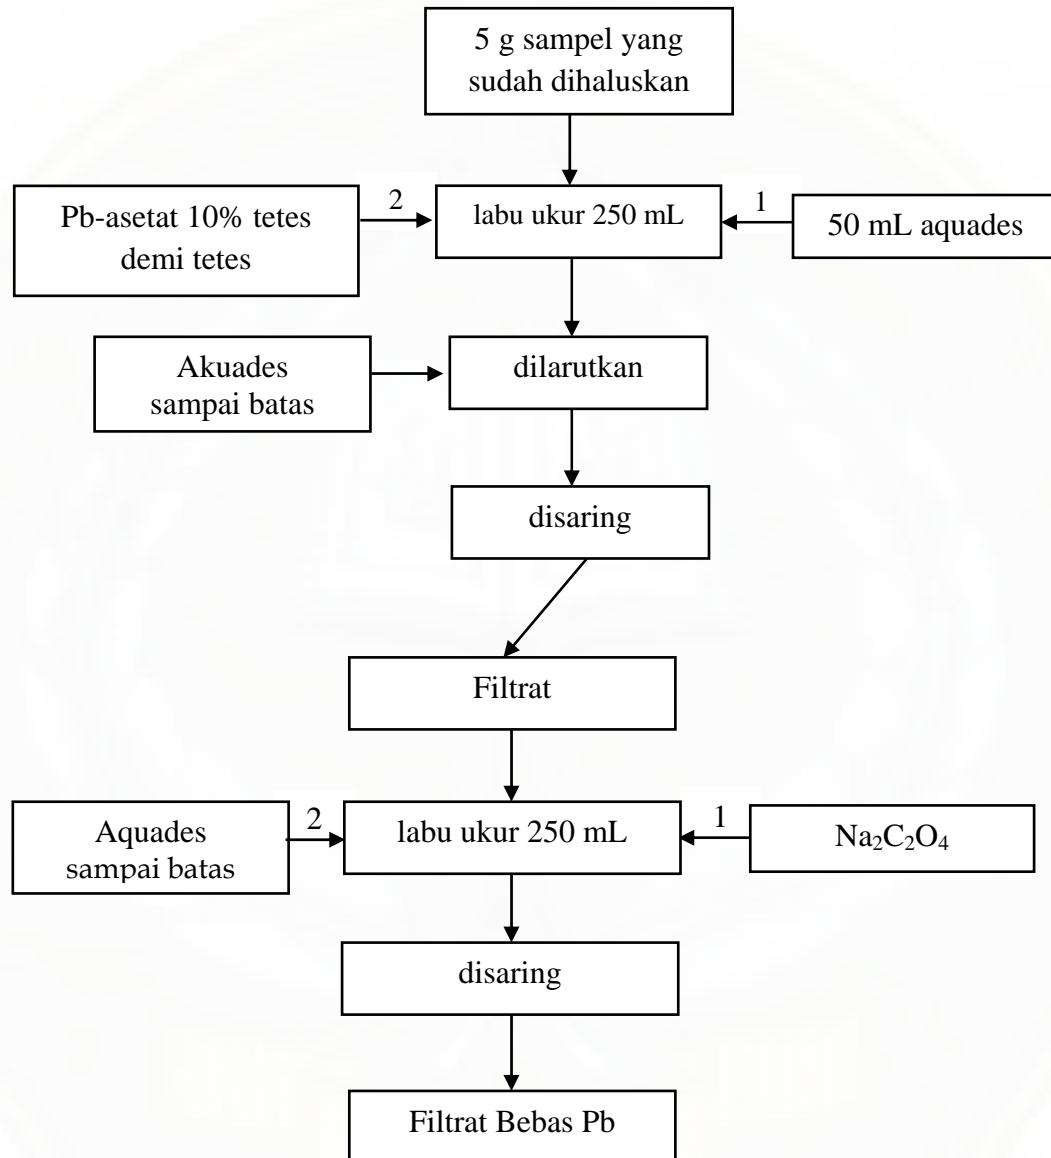 5 g sampel yang
sudah dihaluskan
Pb-asetat 10% tetes
demi tetes
2
labu ukur 250 mL
1
50 mL aquades
Akuades
sampai batas
dilarutkan
disaring
Filtrat
Aquades
sampai batas
2
labu ukur 250 mL
1
Na₂C₂O₄
disaring
Filtrat Bebas Pb